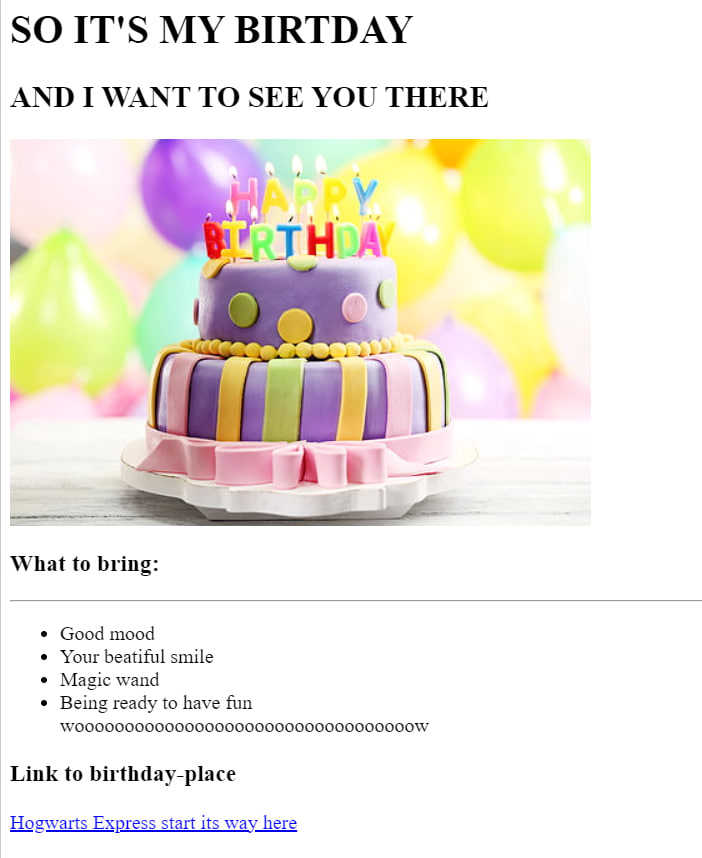 SO IT'S MY BIRTDAY
AND I WANT TO SEE YOU THERE
HAPPY
BIRTHDAY
What to bring:
Good mood
Your beatiful smile
Magic wand
Being ready to have fun
wooooooooooooooooooooooooooooooooooow
Link to birthday-place
Hogwarts Express start its way here